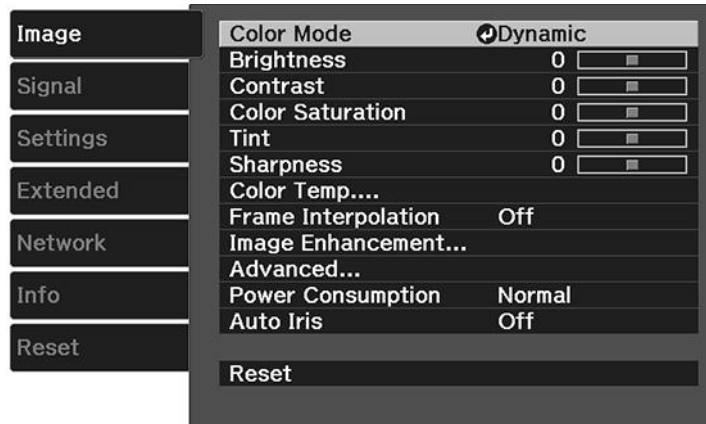 Image
Signal
Settings
Extended
Network
Info
Reset
Color Mode Dynamic
Brightness 0
Contrast 0
Color Saturation 0
Tint 0
Sharpness 0
Color Temp....
Frame Interpolation Off
Image Enhancement...
Advanced...
Power Consumption Normal
Auto Iris Off
Reset